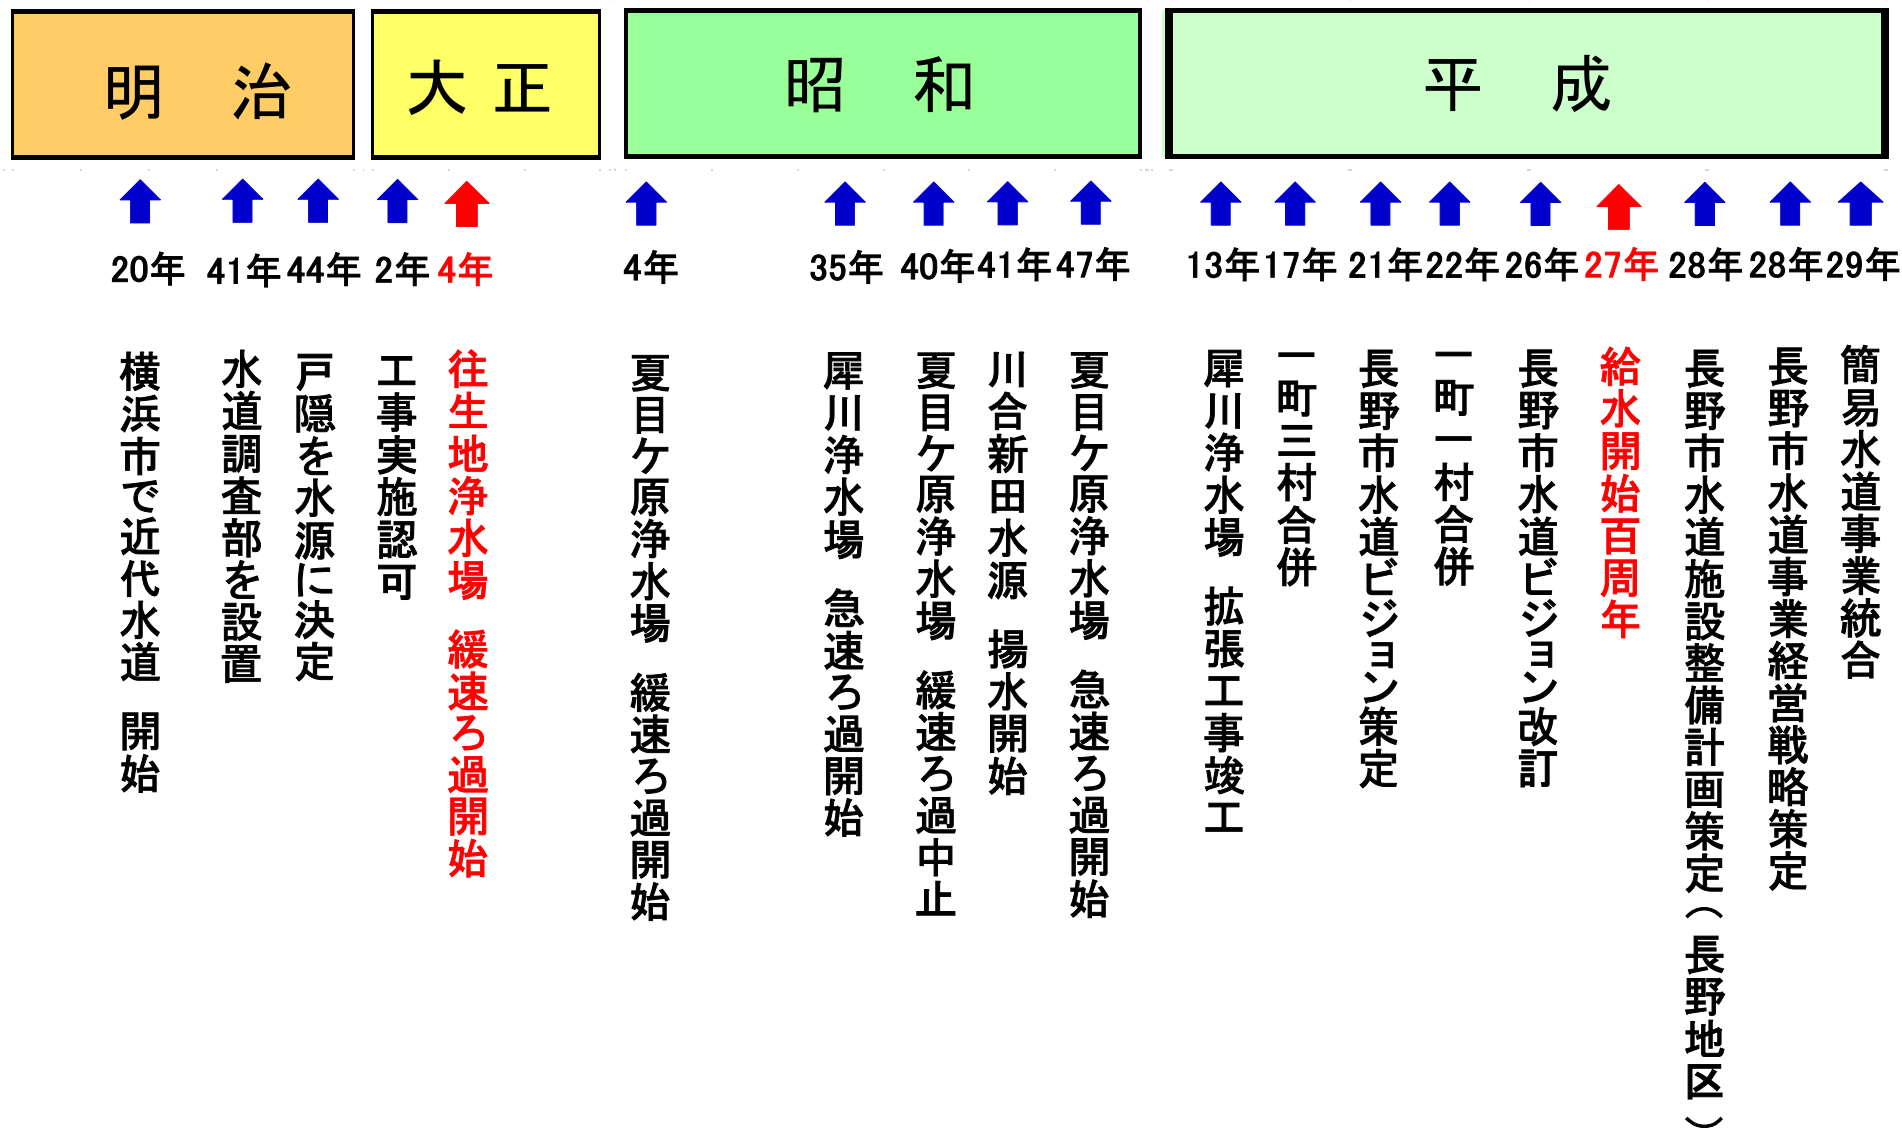 明治
大正
昭和
平成
20年
41年
44年
2年
4年
4年
35年
40年
41年
47年
13年
17年
21年
22年
26年
27年
28年
28年
29年
横浜市で近代水道 開始
水道調査部を設置
戸隠を水源に決定
工事実施認可
往生地浄水場 緩速ろ過開始
夏目ケ原浄水場 緩速ろ過開始
犀川浄水場 急速ろ過開始
夏目ケ原浄水場 緩速ろ過中止
川合新田水源 揚水開始
夏目ケ原浄水場 急速ろ過開始
犀川浄水場 拡張工事竣工
一町三村合併
長野市水道ビジョン策定
一町一村合併
長野市水道ビジョン改訂
給水開始百周年
長野市水道施設整備計画策定（長野地区）
長野市水道事業経営戦略策定
簡易水道事業統合